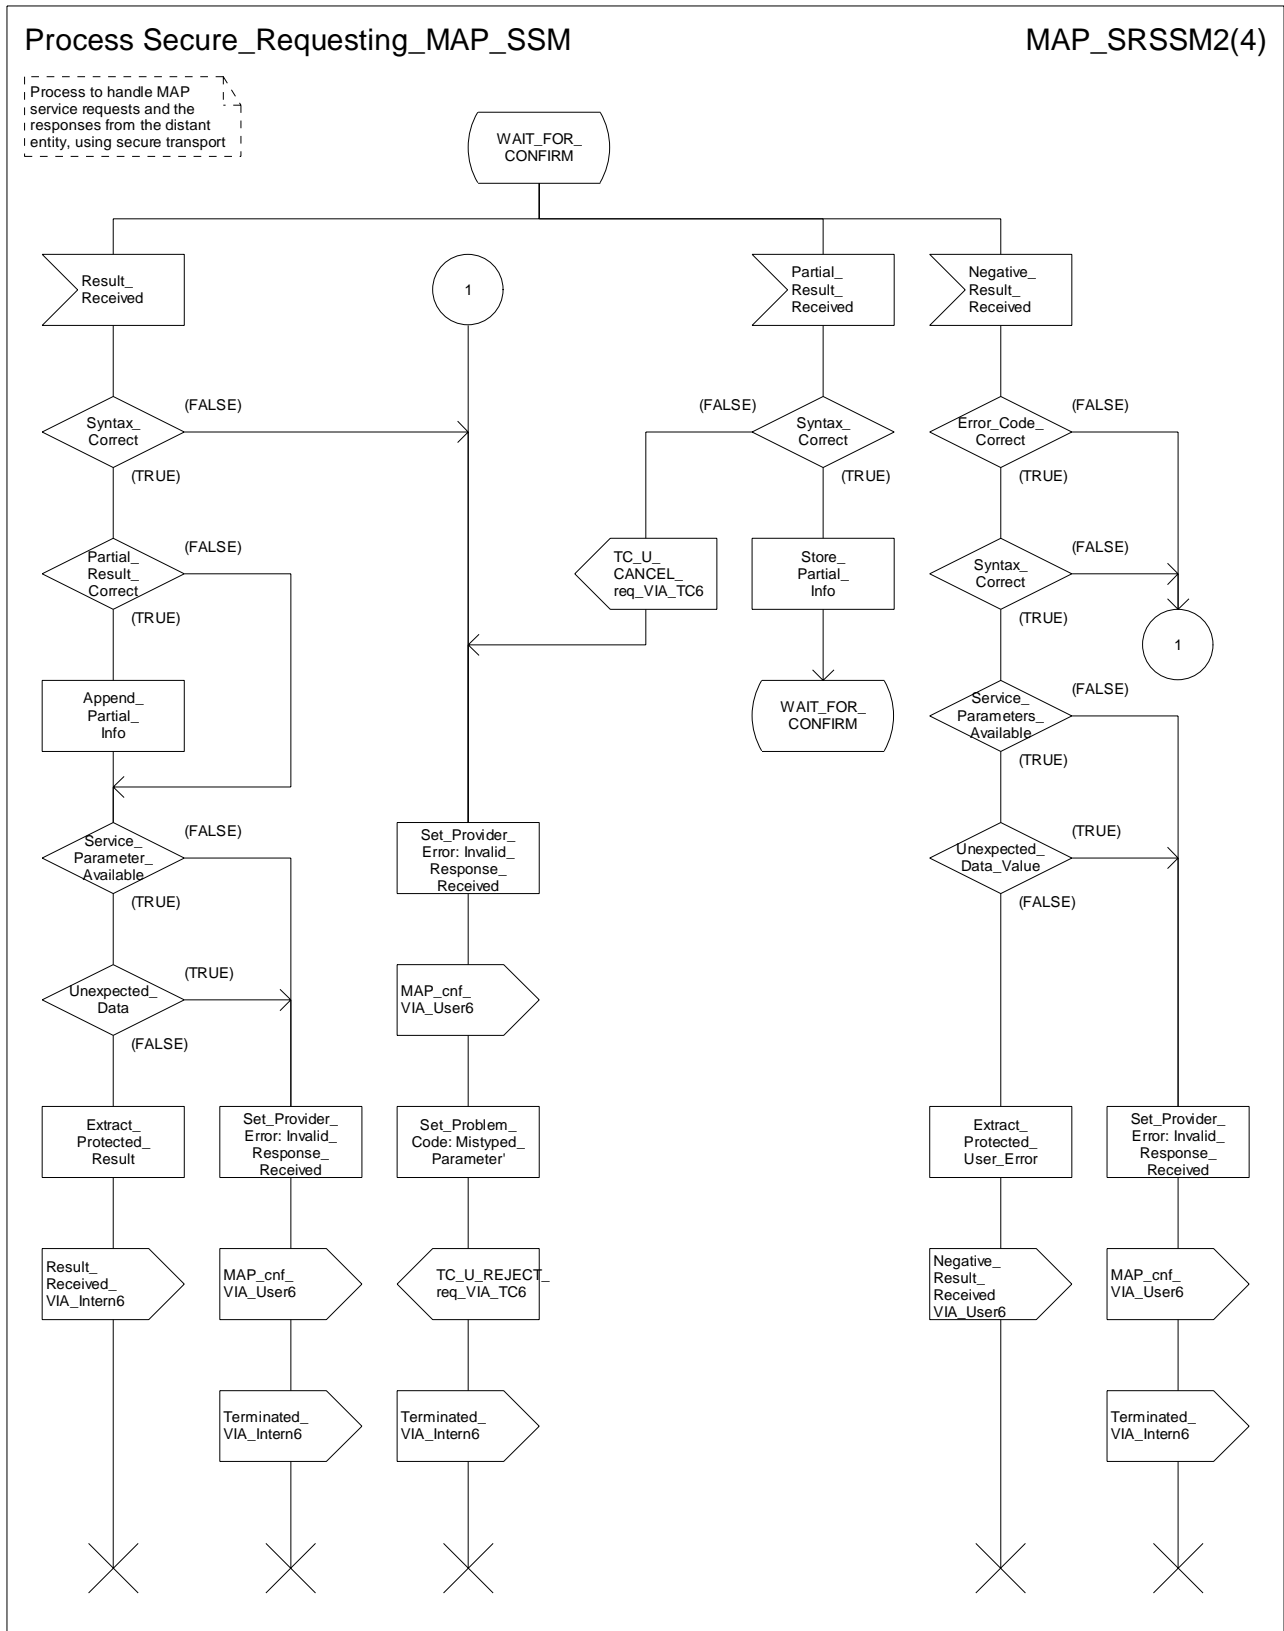 Process Secure_Requesting_MAP_SSM
MAP_SRSSM2(4)
Process to handle MAP
service requests and the
responses from the distant
entity, using secure transport
WAIT_FOR_
CONFIRM
Result_
Received
1
Partial_
Result_
Received
Negative_
Result_
Received
Syntax_
Correct
(FALSE)
(TRUE)
(FALSE)
Syntax_
Correct
(TRUE)
Error_Code_
Correct
(FALSE)
(TRUE)
Partial_
Result_
Correct
(FALSE)
(TRUE)
TC_U_
CANCEL_
req_VIA_TC6
Store_
Partial_
Info
Syntax_
Correct
(FALSE)
(TRUE)
1
Append_
Partial_
Info
WAIT_FOR_
CONFIRM
Service_
Parameters_
Available
(FALSE)
(TRUE)
Service_
Parameter_
Available
(FALSE)
(TRUE)
Set_Provider_
Error: Invalid_
Response_
Received
Unexpected_
Data_Value
(TRUE)
(FALSE)
Unexpected_
Data
(TRUE)
(FALSE)
MAP_cnf_
VIA_User6
Extract_
Protected_
Result
Set_Provider_
Error: Invalid_
Response_
Received
Set_Problem_
Code: Mistyped_
Parameter'
Extract_
Protected_
User_Error
Set_Provider_
Error: Invalid_
Response_
Received
Result_
Received_
VIA_Intern6
MAP_cnf_
VIA_User6
TC_U_REJECT_
req_VIA_TC6
Negative_
Result_
Received
VIA_User6
MAP_cnf_
VIA_User6
Terminated_
VIA_Intern6
Terminated_
VIA_Intern6
Terminated_
VIA_Intern6